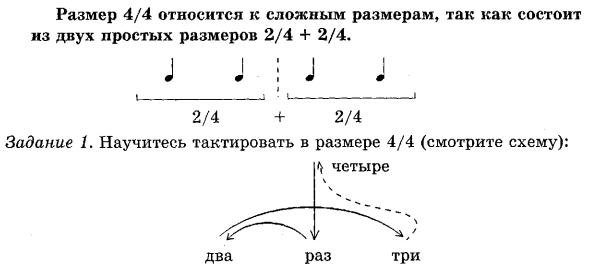 Размер 4/4 относится к сложным размерам, так как состоит
из двух простых размеров 2/4 + 2/4.
2/4 + 2/4
Задание 1. Научитесь тактировать в размере 4/4 (смотрите схему):
четыре
два раз три